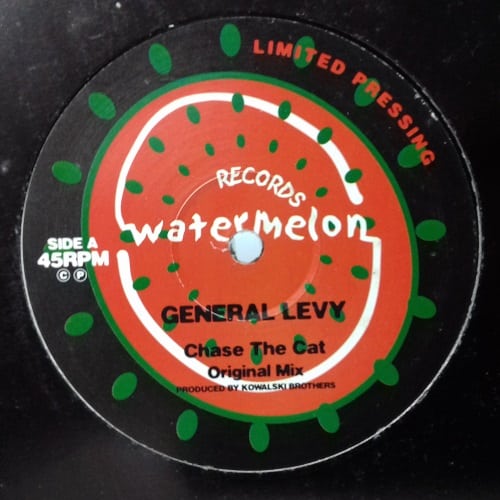 LIMITED PRESSING
RECORDS
watermelon
SIDE A
45RPM
© ℗
GENERAL LEVY
Chase The Cat
Original Mix
PRODUCED BY KOWALSKI BROTHERS